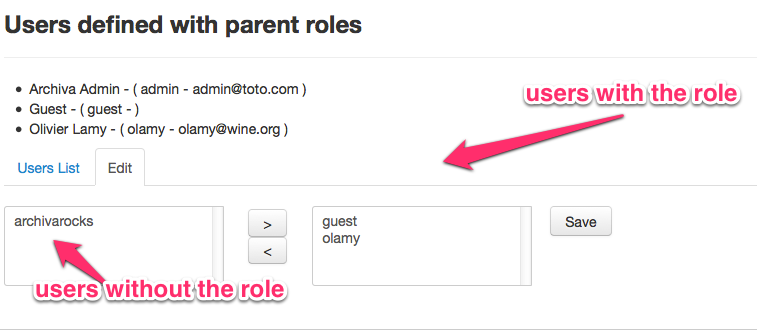 Users defined with parent roles
Archiva Admin - ( admin - admin@toto.com )
Guest - ( guest - )
Olivier Lamy - ( olamy - olamy@wine.org )
users with the role
Users List
Edit
archivarocks
>
<
guest
olamy
Save
users without the role